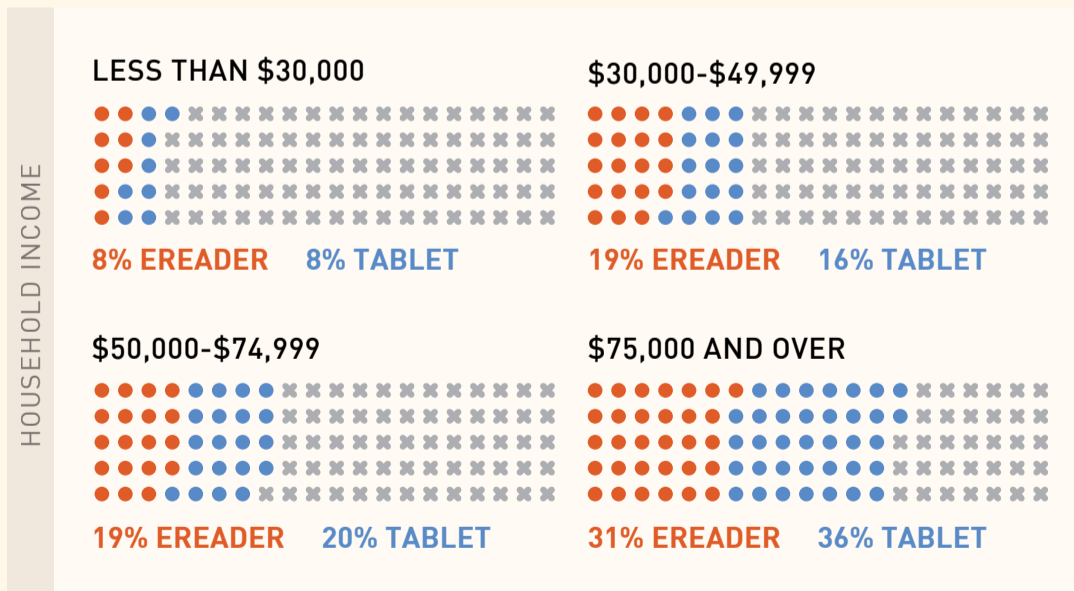 HOUSEHOLD INCOME
LESS THAN $30,000
8% EREADER 8% TABLET
$30,000-$49,999
19% EREADER 16% TABLET
$50,000-$74,999
19% EREADER 20% TABLET
$75,000 AND OVER
31% EREADER 36% TABLET